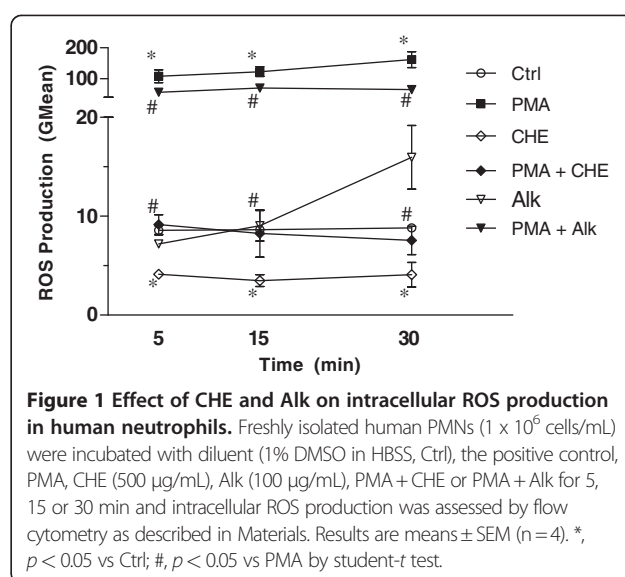 200
100
20
10
0
ROS Production (GMean)
* * *
# # #
# # #
* * *
5 15 30
Time (min)
Ctrl
PMA
CHE
PMA + CHE
Alk
PMA + Alk
Figure 1 Effect of CHE and Alk on intracellular ROS production
in human neutrophils. Freshly isolated human PMNs (1 x 10⁶ cells/mL)
were incubated with diluent (1% DMSO in HBSS, Ctrl), the positive control,
PMA, CHE (500 μg/mL), Alk (100 μg/mL), PMA + CHE or PMA + Alk for 5,
15 or 30 min and intracellular ROS production was assessed by flow
cytometry as described in Materials. Results are means ± SEM (n = 4). *,
p < 0.05 vs Ctrl; #, p < 0.05 vs PMA by student-t test.